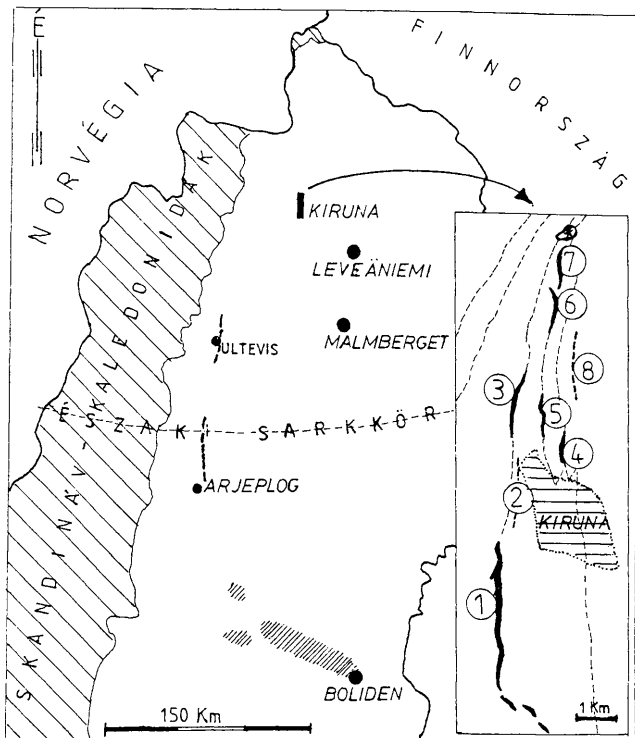 É
NORVÉGIA
FINNORSZÁG
SKANDINÁV-KALEDONIDÁK
KIRUNA
LEVEÄNIEMI
MALMBERGET
ULTEVIS
ÉSZAKI SARKKÖR
ARJEPLOG
BOLIDEN
150 Km
7
6
8
3
5
4
2
KIRUNA
1
1 Km